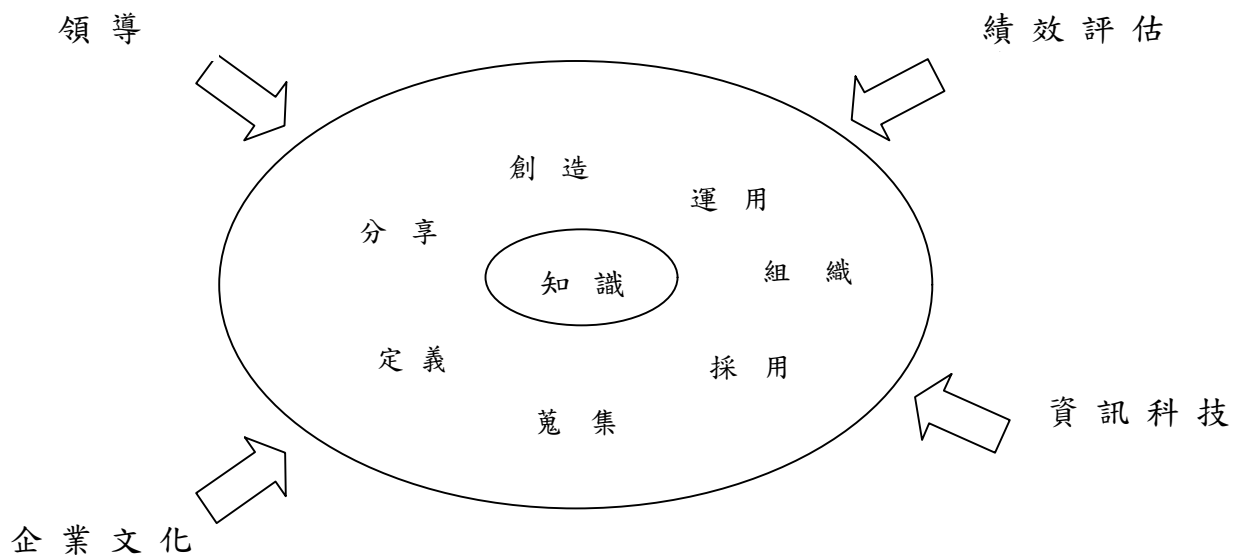 領導
績效評估
創造
運用
分享
組織
知識
定義
採用
蒐集
資訊科技
企業文化